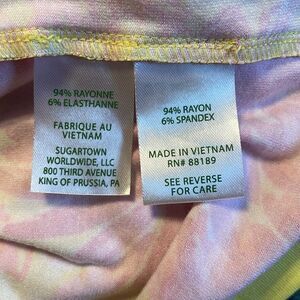 94% RAYONNE
6% ELASTHANNE
FABRIQUE AU
VIETNAM
SUGARTOWN
WORLDWIDE, LLC
800 THIRD AVENUE
KING OF PRUSSIA, PA
94% RAYON
6% SPANDEX
MADE IN VIETNAM
RN# 88189
SEE REVERSE
FOR CARE